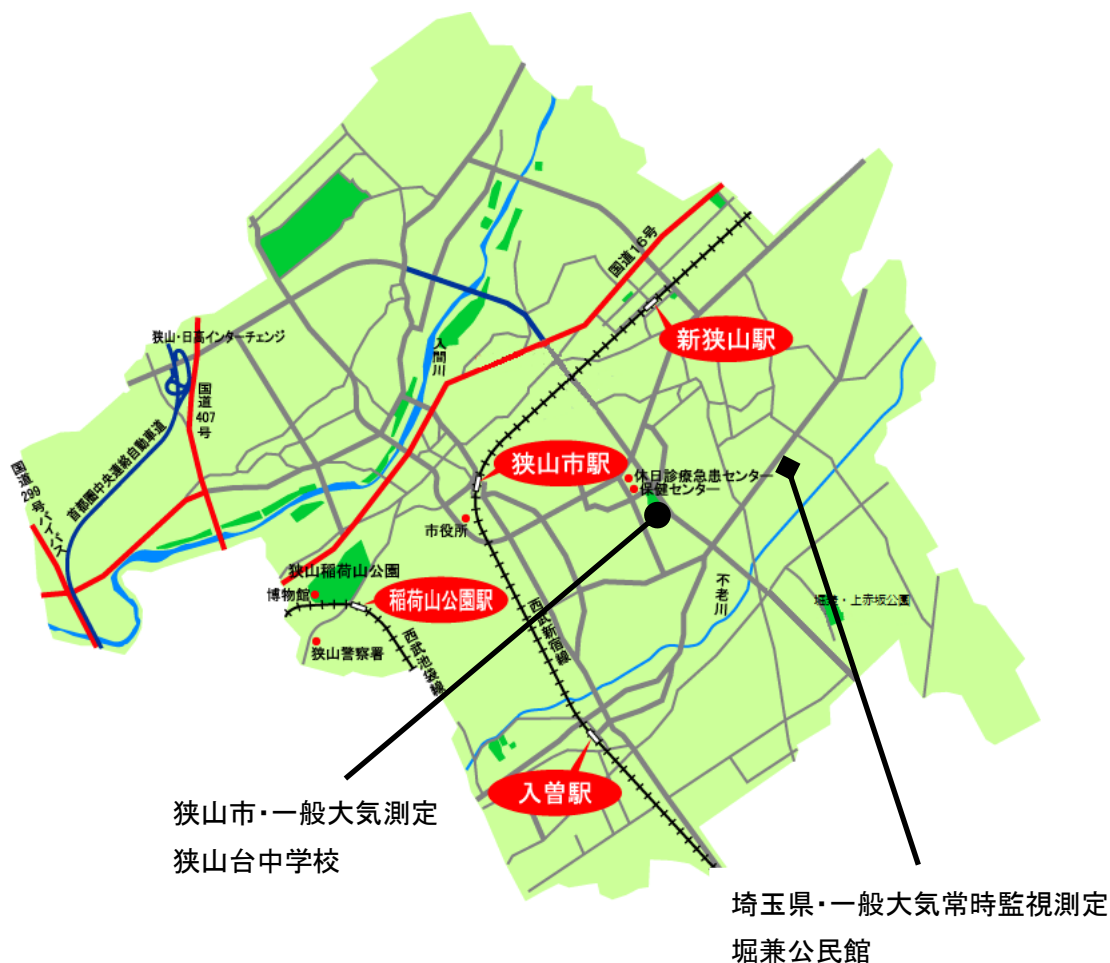 国道16号
新狭山駅
狭山・日高インターチェンジ
入間川
国道407号
首都圏中央連絡自動車道
国道299号バイパス
狭山市駅
休日診療急患センター
保健センター
市役所
狭山稲荷山公園
博物館
稲荷山公園駅
不老川
堀兼・上赤坂公園
狭山警察署
西武池袋線
西武新宿線
入曽駅
狭山市・一般大気測定
狭山台中学校
埼玉県・一般大気常時監視測定
堀兼公民館